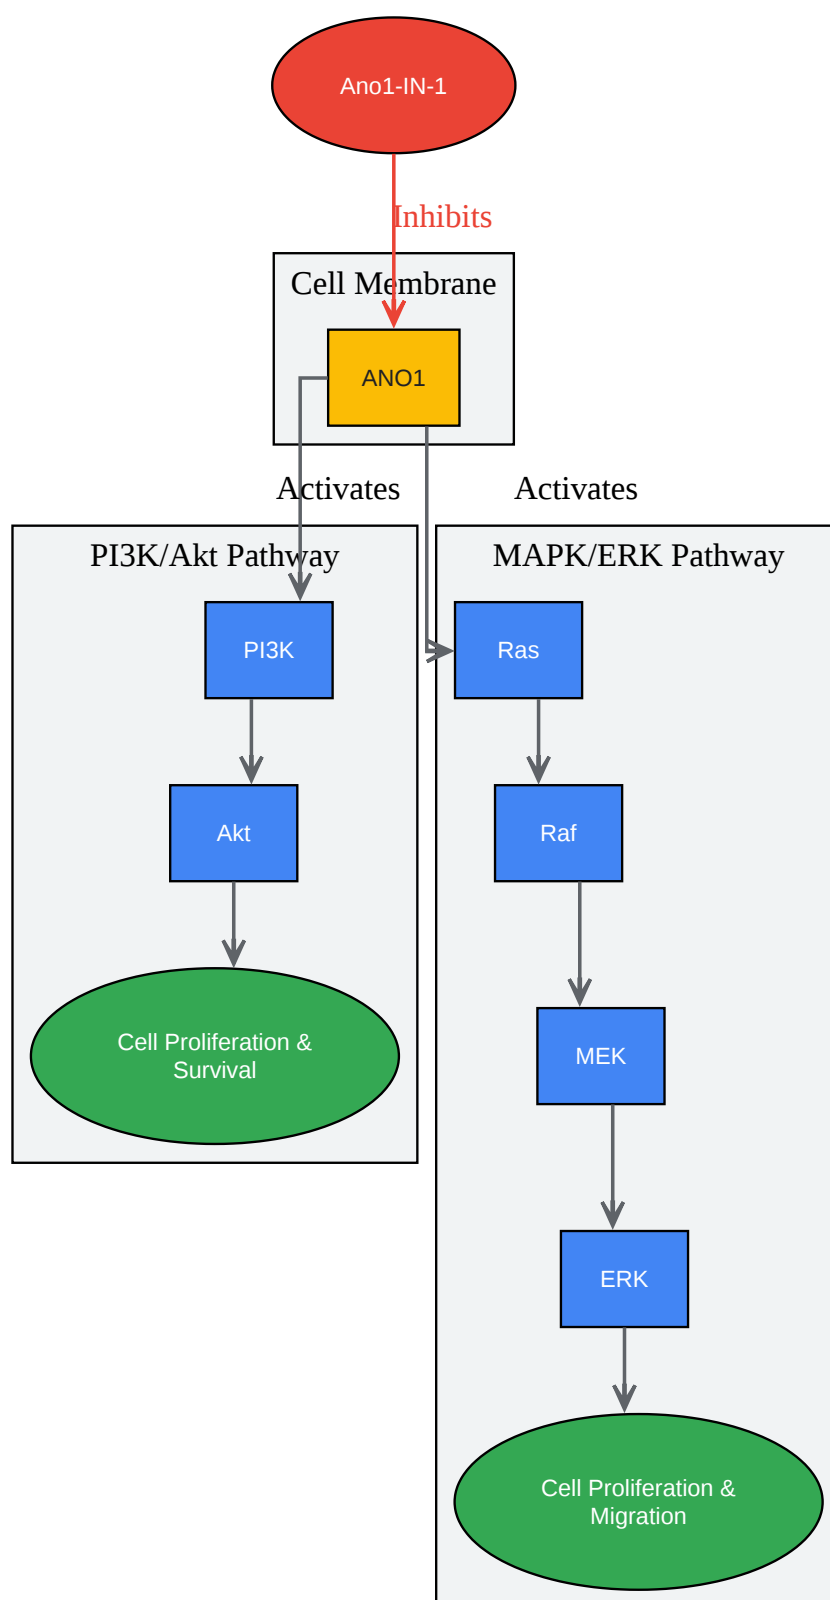 Ano1-IN-1
Inhibits
Cell Membrane
ANO1
Activates
Activates
PI3K/Akt Pathway
PI3K
Akt
Cell Proliferation &
Survival
MAPK/ERK Pathway
Ras
Raf
MEK
ERK
Cell Proliferation &
Migration